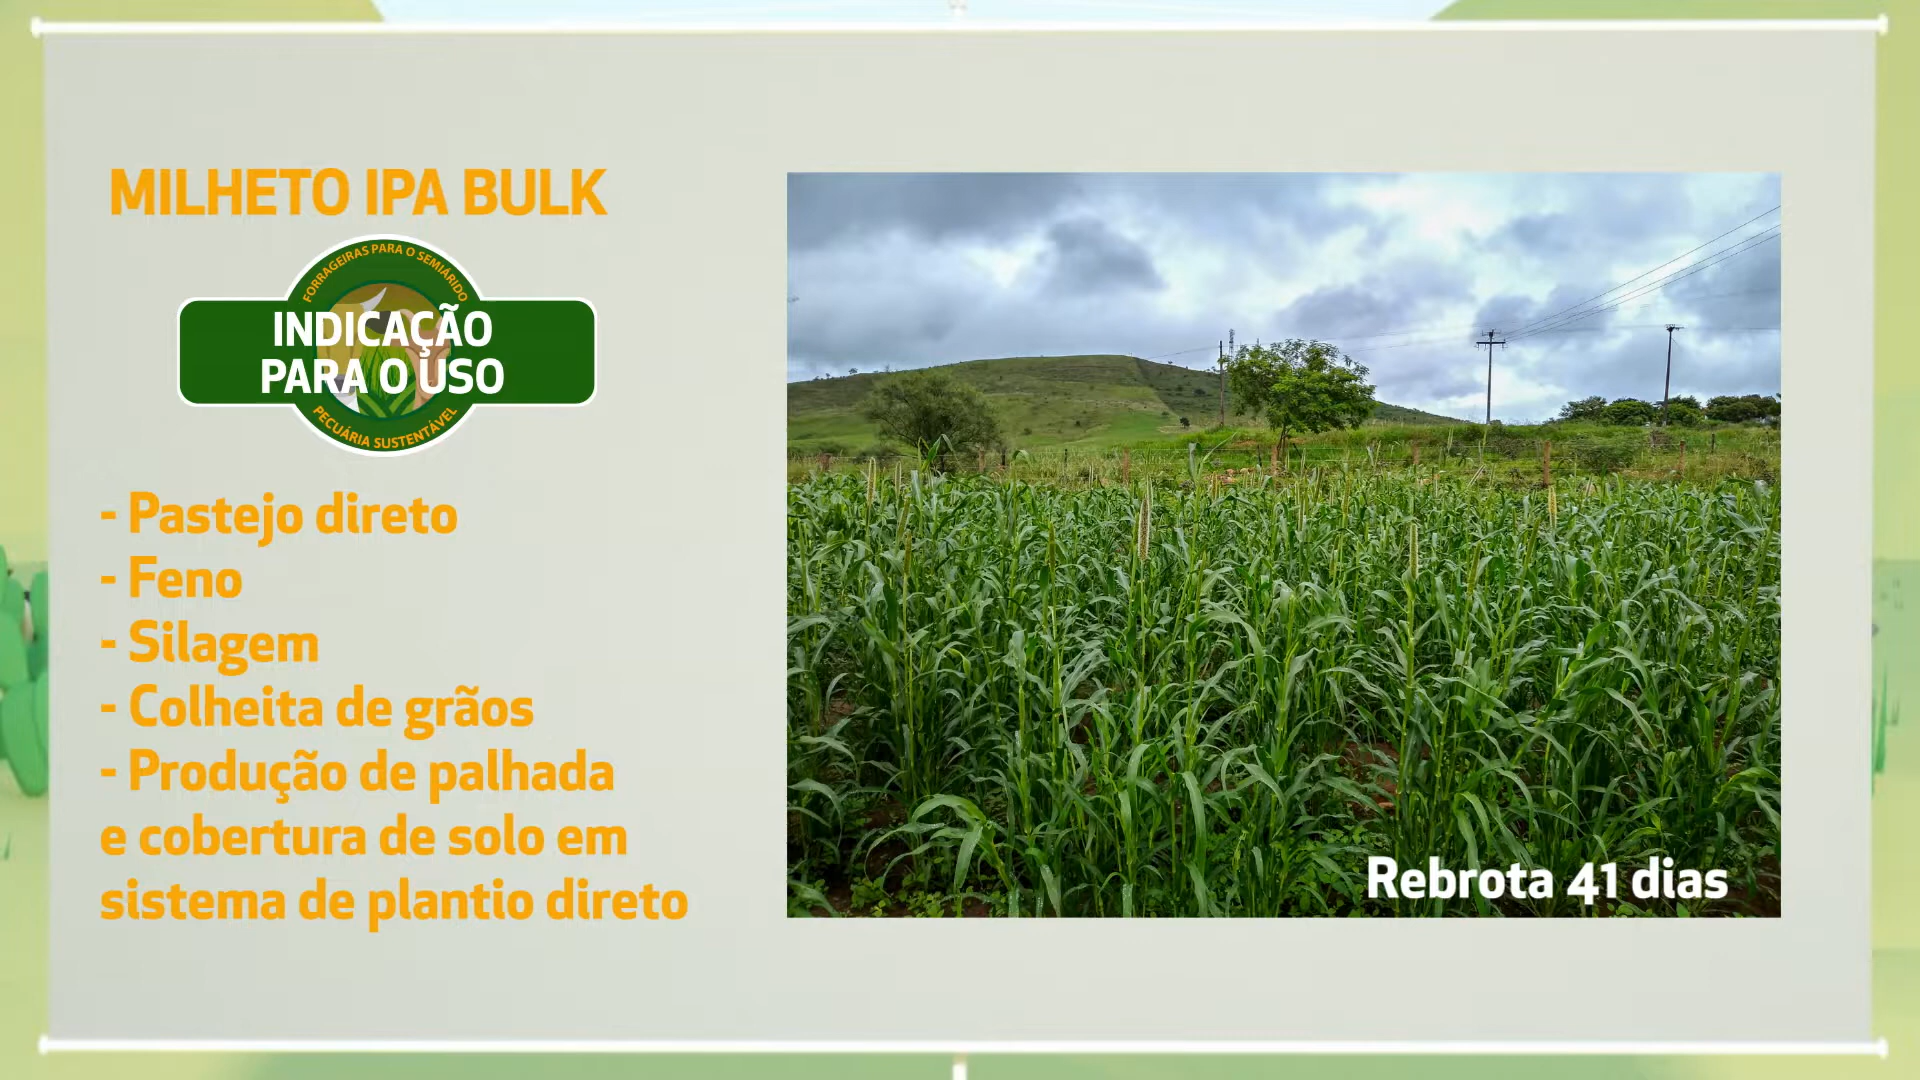 MILHETO IPA BULK
FORRAGEIRAS PARA O SEMIÁRIDO
INDICAÇÃO
PARA O USO
PECUÁRIA SUSTENTÁVEL
- Pastejo direto
- Feno
- Silagem
- Colheita de grãos
- Produção de palhada
e cobertura de solo em
sistema de plantio direto
Rebrota 41 dias